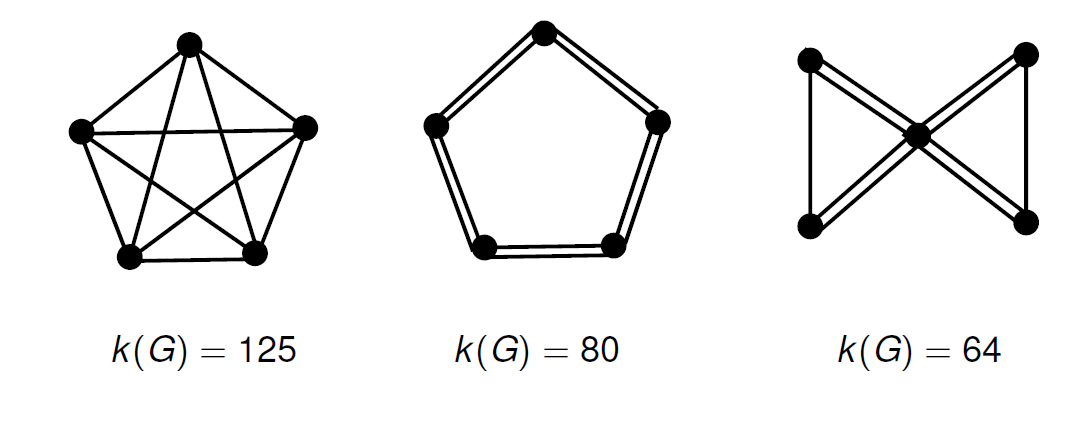 k(G) = 125
k(G) = 80
k(G) = 64